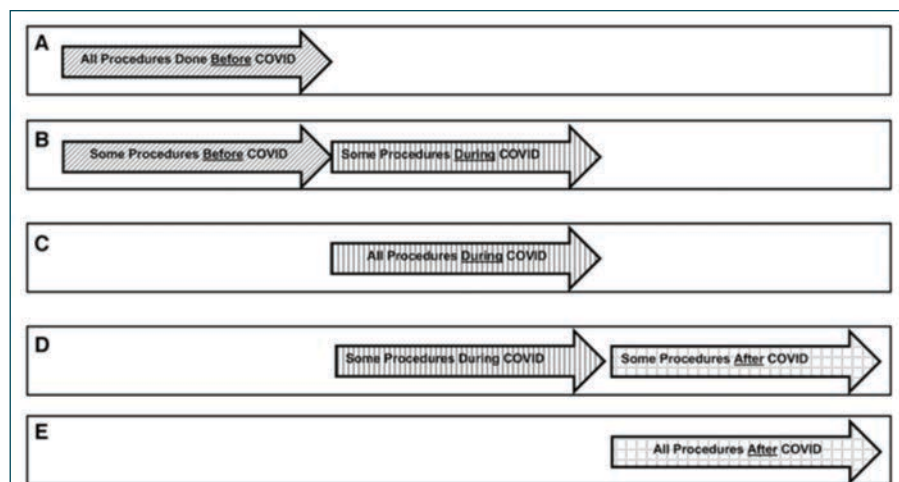 A
All Procedures Done Before COVID
B
Some Procedures Before COVID Some Procedures During COVID
C
All Procedures During COVID
D
Some Procedures During COVID Some Procedures After COVID
E
All Procedures After COVID